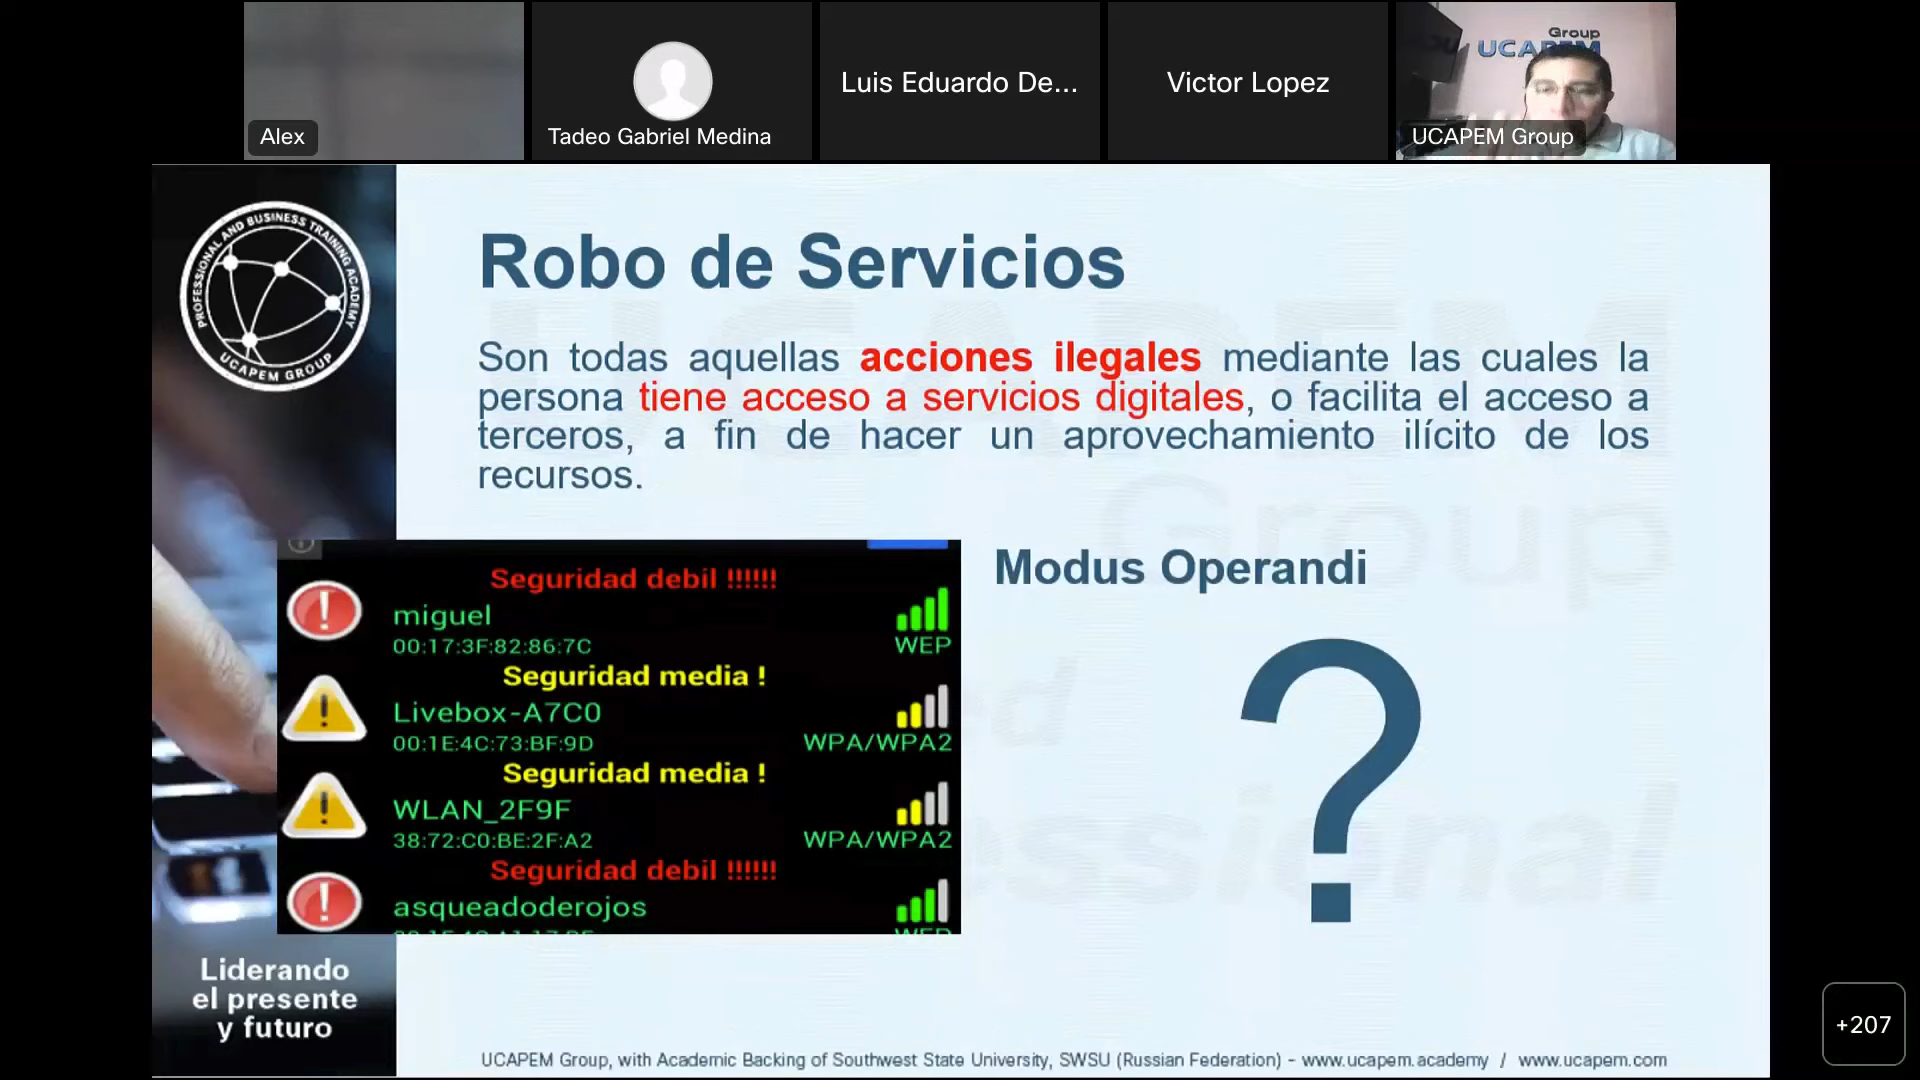 Alex
Tadeo Gabriel Medina
Luis Eduardo De...
Victor Lopez
Group
UCAPEM
UCAPEM Group
PROFESSIONAL AND BUSINESS TRAINING ACADEMY
UCAPEM GROUP
Robo de Servicios
Son todas aquellas acciones ilegales mediante las cuales la
persona tiene acceso a servicios digitales, o facilita el acceso a
terceros, a fin de hacer un aprovechamiento ilícito de los
recursos.
Seguridad debil !!!!!!
miguel
00:17:3F:82:86:7C
WEP
Seguridad media !
Livebox-A7C0
00:1E:4C:73:BF:9D
WPA/WPA2
Seguridad media !
WLAN_2F9F
38:72:C0:BE:2F:A2
WPA/WPA2
Seguridad debil !!!!!!
asqueadoderojos
WEP
Modus Operandi
?
Liderando
el presente
y futuro
UCAPEM Group, with Academic Backing of Southwest State University, SWSU (Russian Federation) – www.ucapem.academy / www.ucapem.com
+207